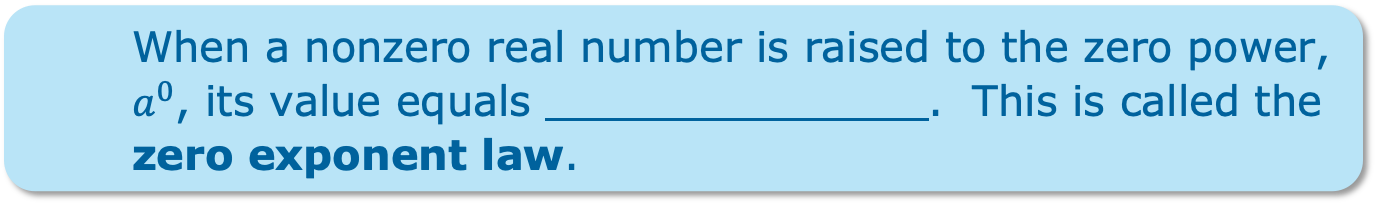 When a nonzero real number is raised to the zero power,
a⁰, its value equals ________________. This is called the
zero exponent law.